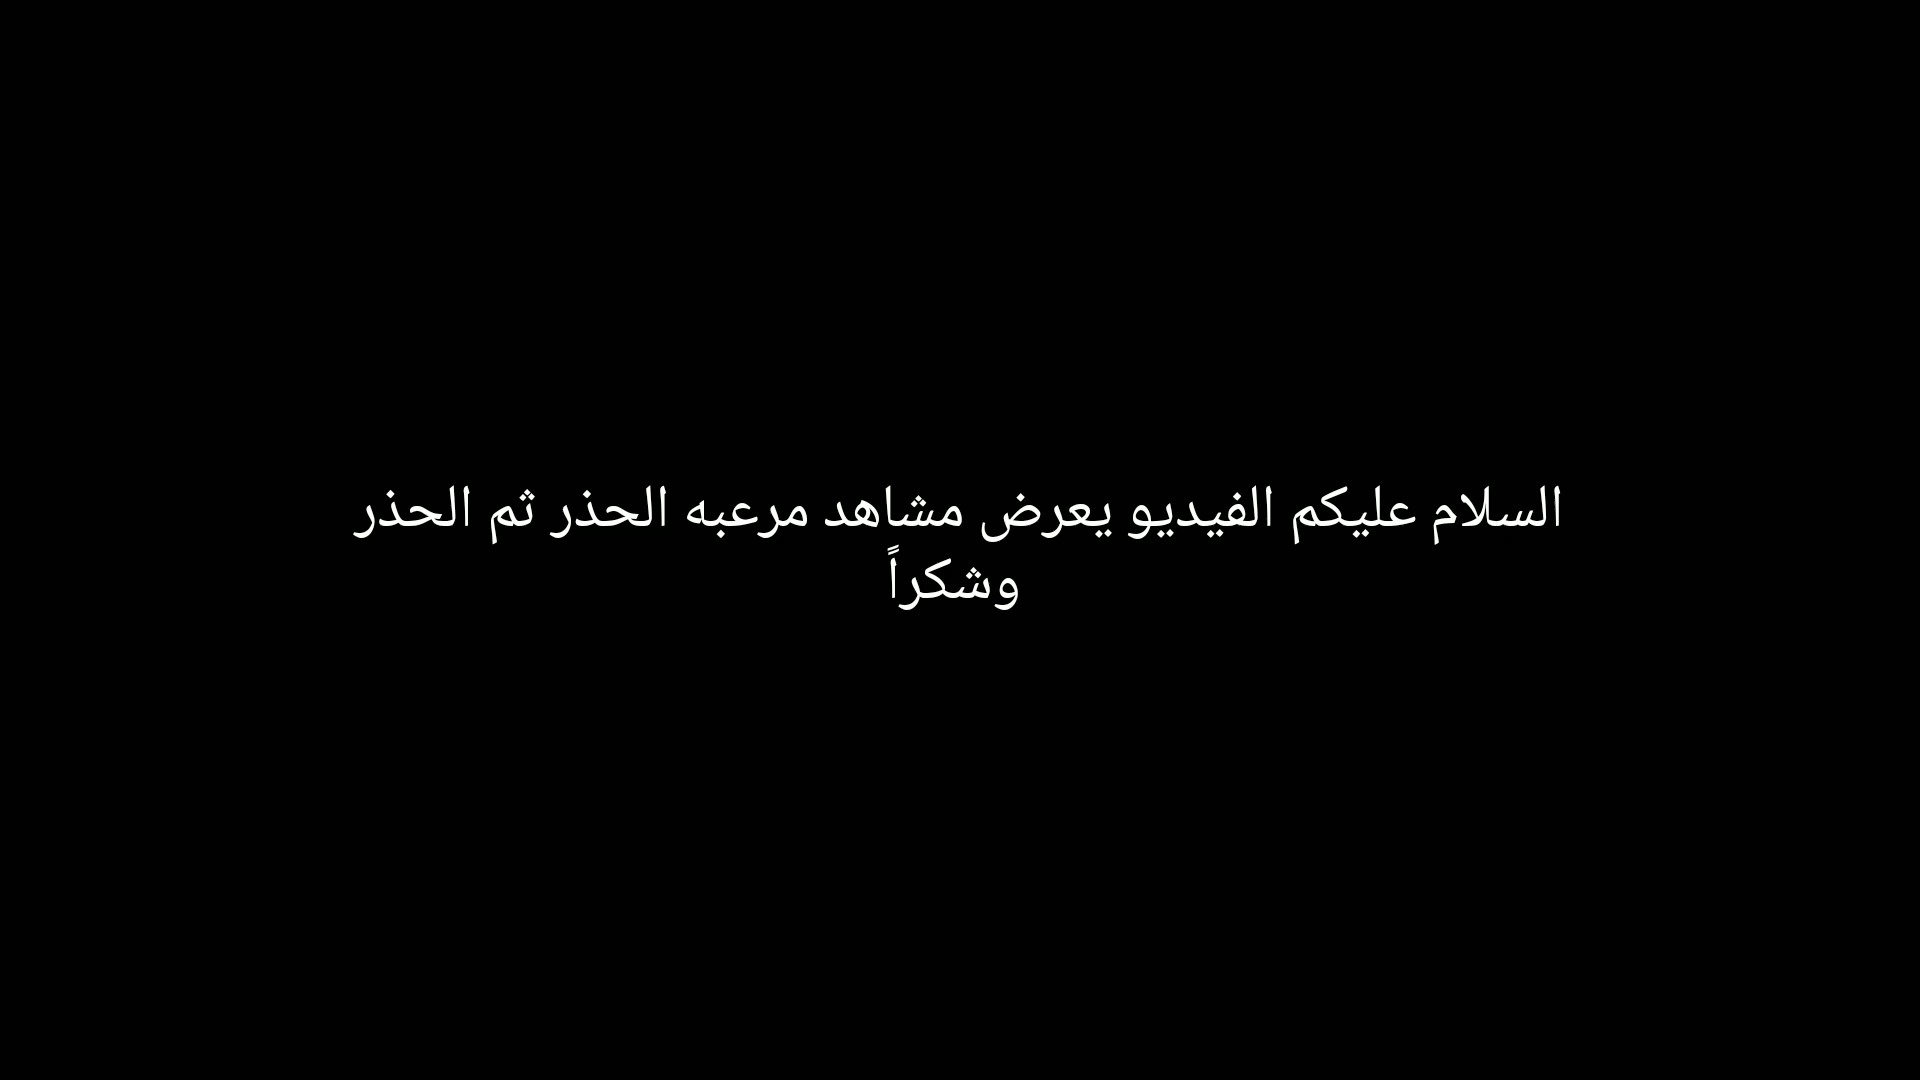 السلام عليكم الفيديو يعرض مشاهد مرعبه الحذر ثم الحذر
وشكراً